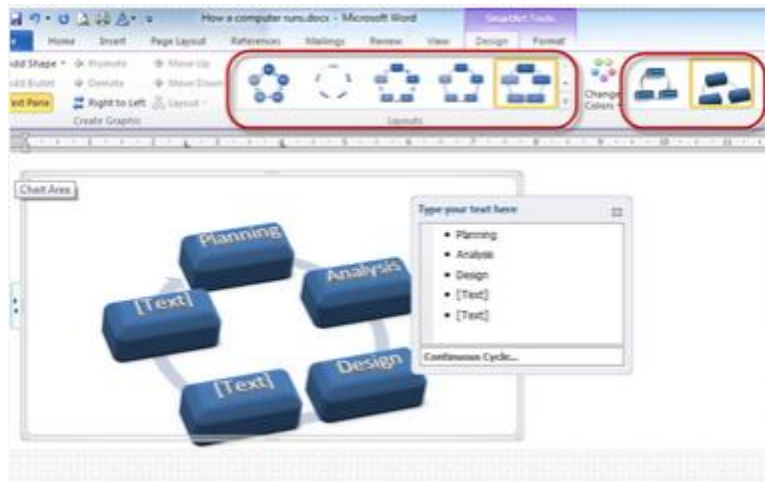 How a computer runs.docx - Microsoft Word
SmartArt Tools
Home Insert Page Layout References Mailings Review View Design Format
Add Shape Promote Move Up
Add Bullet Demote Move Down
Text Pane Right to Left Layout
Create Graphic
Layouts
Change Colors
Chart Area
Planning
Analysis
[Text]
Design
[Text]
Type your text here
Planning
Analysis
Design
[Text]
[Text]
Continuous Cycle...